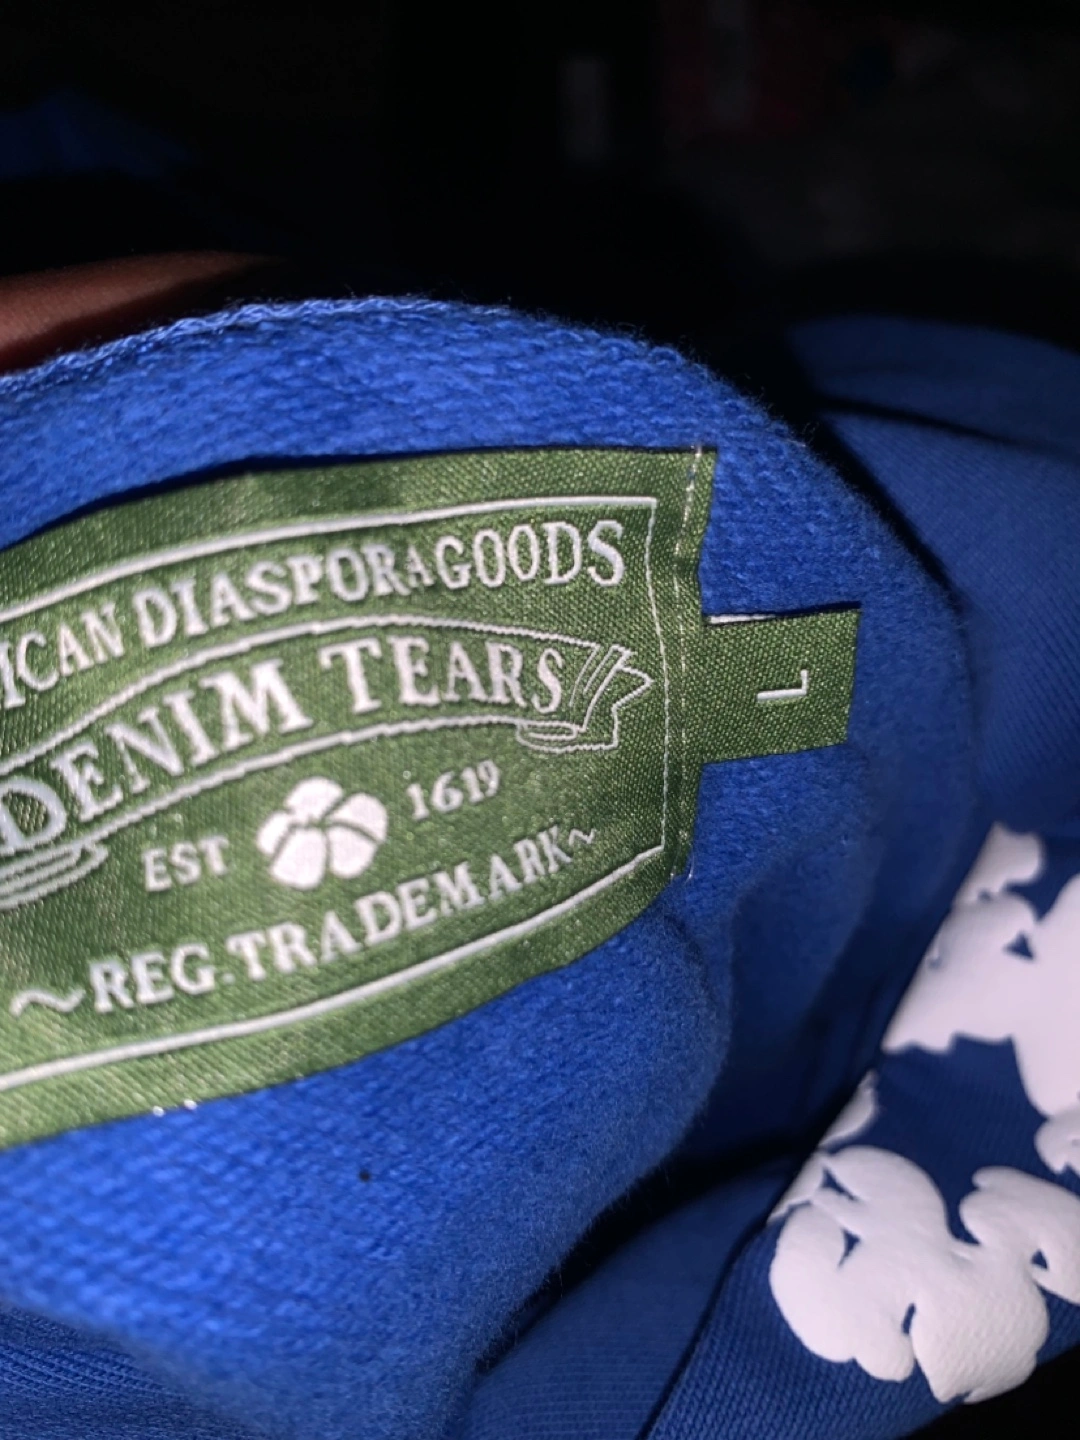 ICAN DIASPORA GOODS
DENIM TEARS
EST 1619
~REG.TRADEMARK~
L